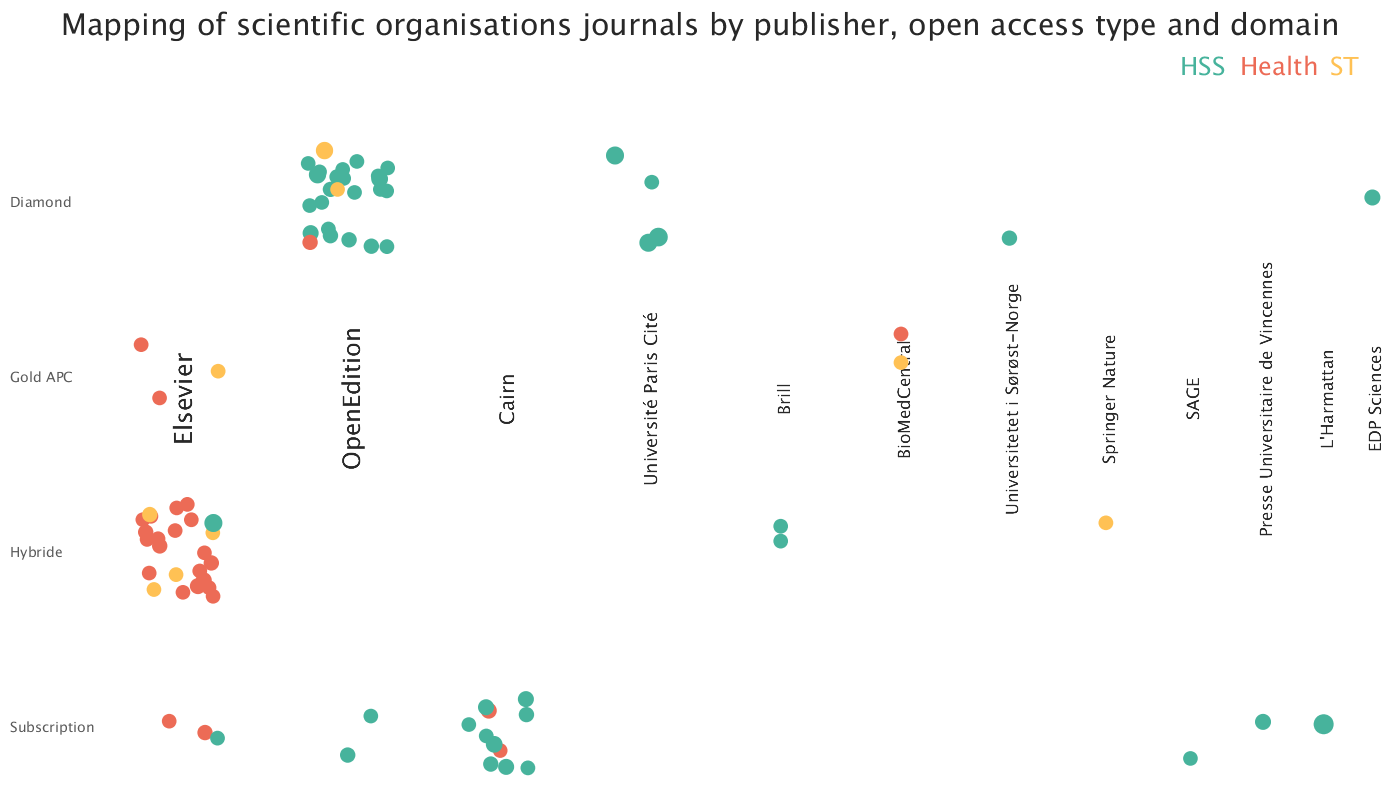 Mapping of scientific organisations journals by publisher, open access type and domain
HSS Health ST
Diamond
Gold APC
Hybride
Subscription
Elsevier
OpenEdition
Cairn
Université Paris Cité
Brill
BioMedCentral
Universitetet i Sørøst−Norge
Springer Nature
SAGE
Presse Universitaire de Vincennes
L'Harmattan
EDP Sciences